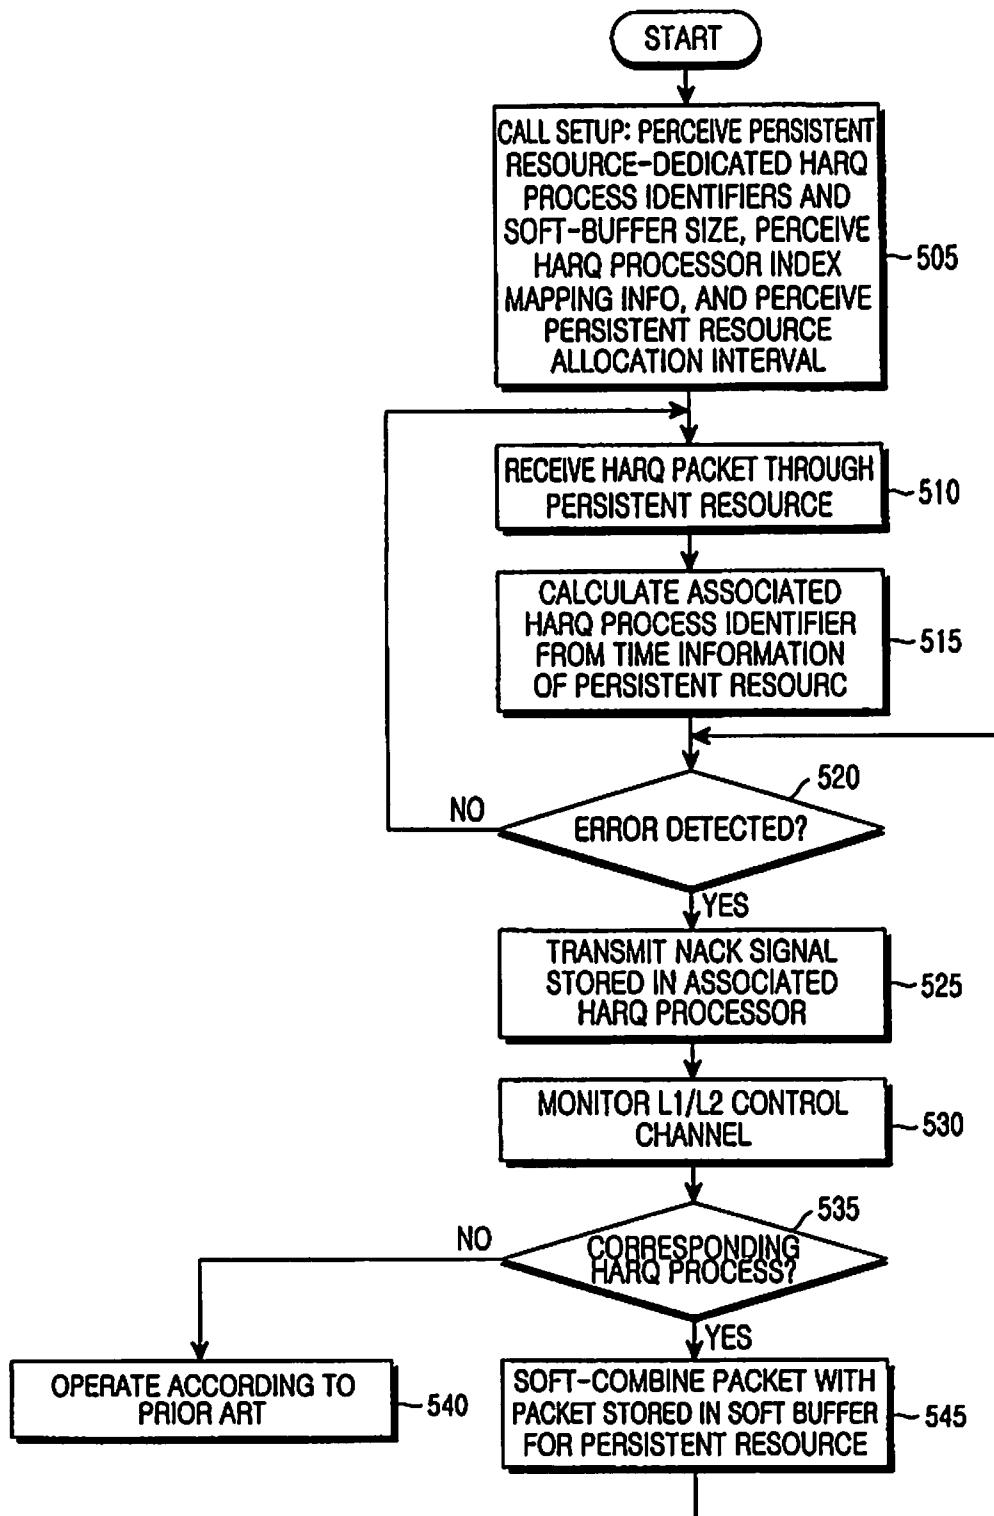 START
CALL SETUP: PERCEIVE PERSISTENT
RESOURCE-DEDICATED HARQ
PROCESS IDENTIFIERS AND
SOFT-BUFFER SIZE, PERCEIVE
HARQ PROCESSOR INDEX
MAPPING INFO, AND PERCEIVE
PERSISTENT RESOURCE
ALLOCATION INTERVAL
505
RECEIVE HARQ PACKET THROUGH
PERSISTENT RESOURCE
510
CALCULATE ASSOCIATED
HARQ PROCESS IDENTIFIER
FROM TIME INFORMATION
OF PERSISTENT RESOURC
515
520
NO
ERROR DETECTED?
YES
TRANSMIT NACK SIGNAL
STORED IN ASSOCIATED
HARQ PROCESSOR
525
MONITOR L1/L2 CONTROL
CHANNEL
530
535
NO
CORRESPONDING
HARQ PROCESS?
YES
OPERATE ACCORDING TO
PRIOR ART
540
SOFT-COMBINE PACKET WITH
PACKET STORED IN SOFT BUFFER
FOR PERSISTENT RESOURCE
545